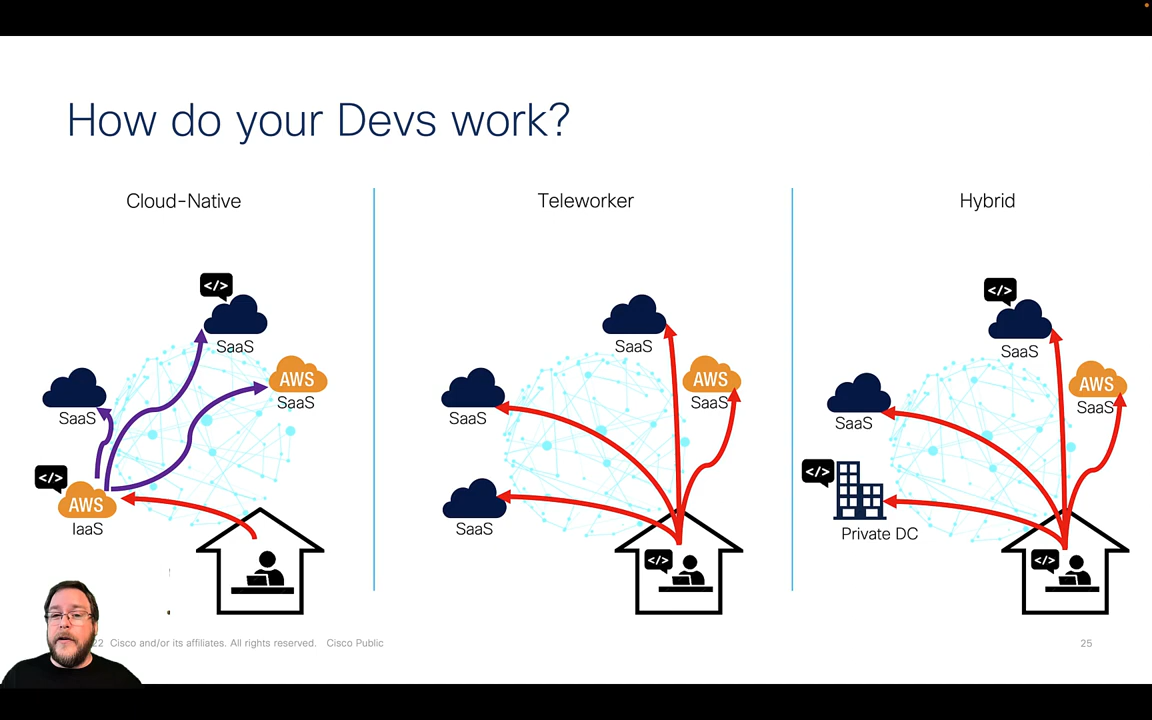 How do your Devs work?
Cloud-Native
</>
SaaS
AWS
SaaS
SaaS
</>
AWS
IaaS
Teleworker
SaaS
AWS
SaaS
SaaS
SaaS
</>
Hybrid
</>
SaaS
AWS
SaaS
SaaS
</>
Private DC
</>
22 Cisco and/or its affiliates. All rights reserved. Cisco Public
25